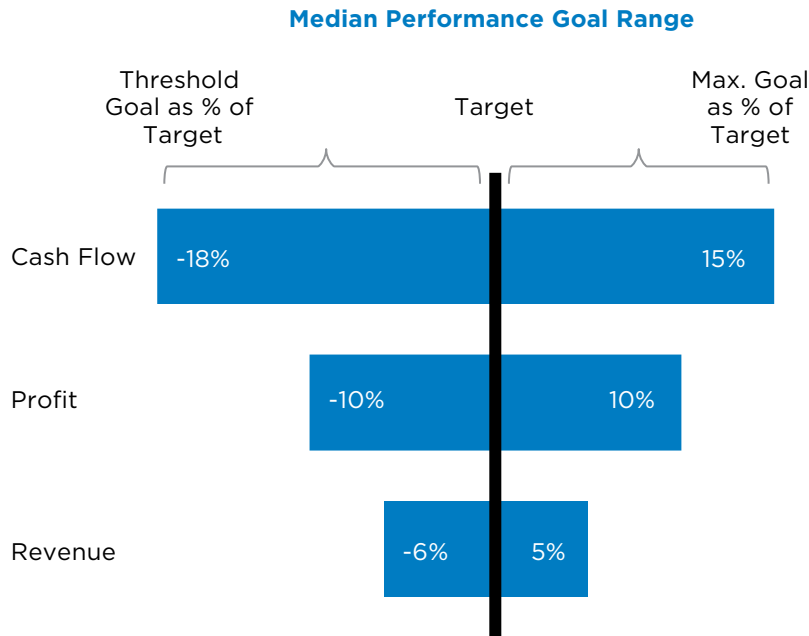 Median Performance Goal Range
Threshold
Goal as % of
Target
Target
Max. Goal
as % of
Target
Cash Flow
-18%
15%
Profit
-10%
10%
Revenue
-6%
5%